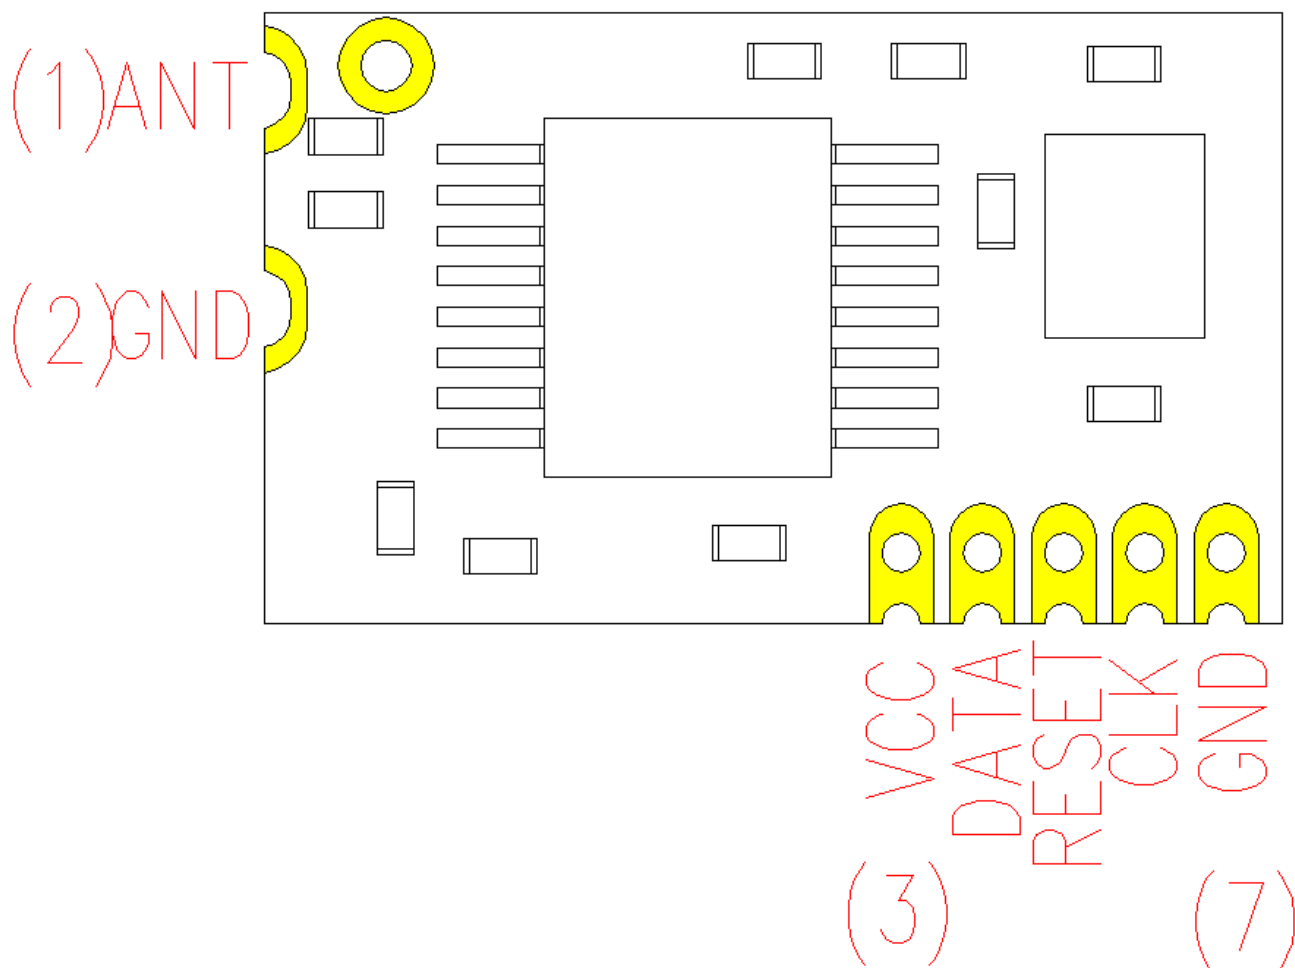 (1)ANT
(2)GND
VCC
DATA
RESET
CLK
GND
(3)
(7)